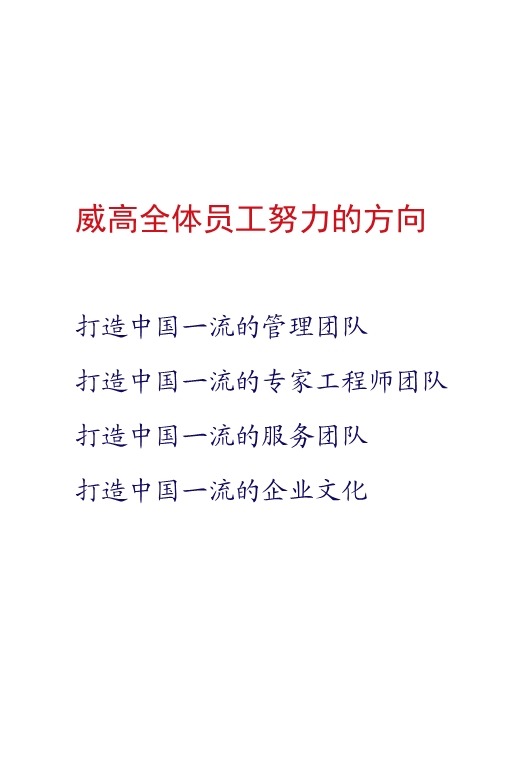 威高全体员工努力的方向
打造中国一流的管理团队
打造中国一流的专家工程师团队
打造中国一流的服务团队
打造中国一流的企业文化